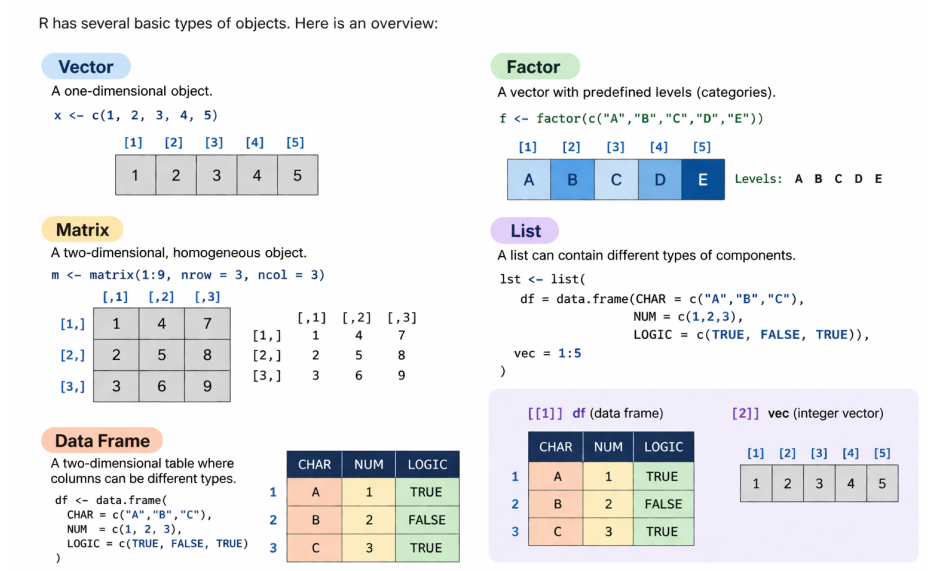 R has several basic types of objects. Here is an overview:
Vector
A one-dimensional object.
x <- c(1, 2, 3, 4, 5)
[1] [2] [3] [4] [5]
1 2 3 4 5
Matrix
A two-dimensional, homogeneous object.
m <- matrix(1:9, nrow = 3, ncol = 3)
[,1] [,2] [,3]
[1,] 1 4 7
[2,] 2 5 8
[3,] 3 6 9
[,1] [,2] [,3]
[1,] 1 4 7
[2,] 2 5 8
[3,] 3 6 9
Data Frame
A two-dimensional table where
columns can be different types.
df <- data.frame(
CHAR = c("A","B","C"),
NUM = c(1, 2, 3),
LOGIC = c(TRUE, FALSE, TRUE)
)
CHAR NUM LOGIC
1 A 1 TRUE
2 B 2 FALSE
3 C 3 TRUE
Factor
A vector with predefined levels (categories).
f <- factor(c("A","B","C","D","E"))
[1] [2] [3] [4] [5]
A B C D E Levels: A B C D E
List
A list can contain different types of components.
lst <- list(
df = data.frame(CHAR = c("A","B","C"),
NUM = c(1,2,3),
LOGIC = c(TRUE, FALSE, TRUE)),
vec = 1:5
)
[[1]] df (data frame)
CHAR NUM LOGIC
1 A 1 TRUE
2 B 2 FALSE
3 C 3 TRUE
[2]] vec (integer vector)
[1] [2] [3] [4] [5]
1 2 3 4 5